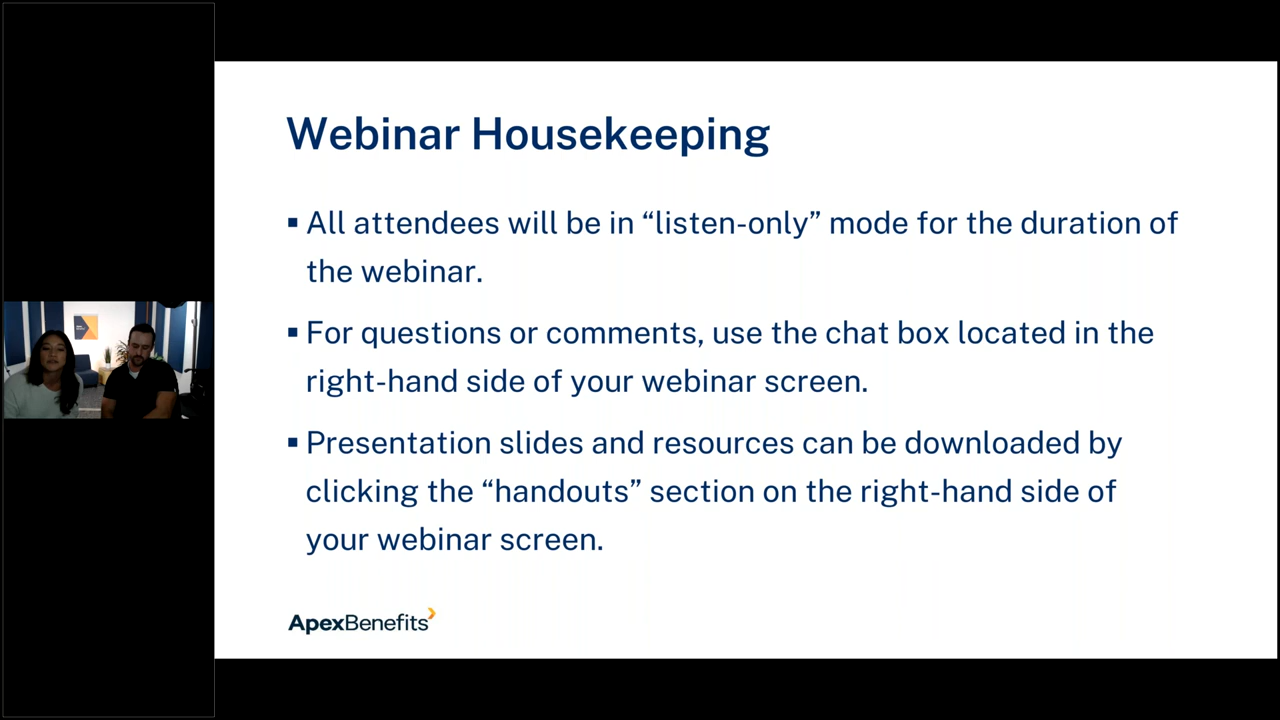 Webinar Housekeeping
▪ All attendees will be in “listen-only” mode for the duration of
the webinar.
▪ For questions or comments, use the chat box located in the
right-hand side of your webinar screen.
▪ Presentation slides and resources can be downloaded by
clicking the “handouts” section on the right-hand side of
your webinar screen.
ApexBenefits